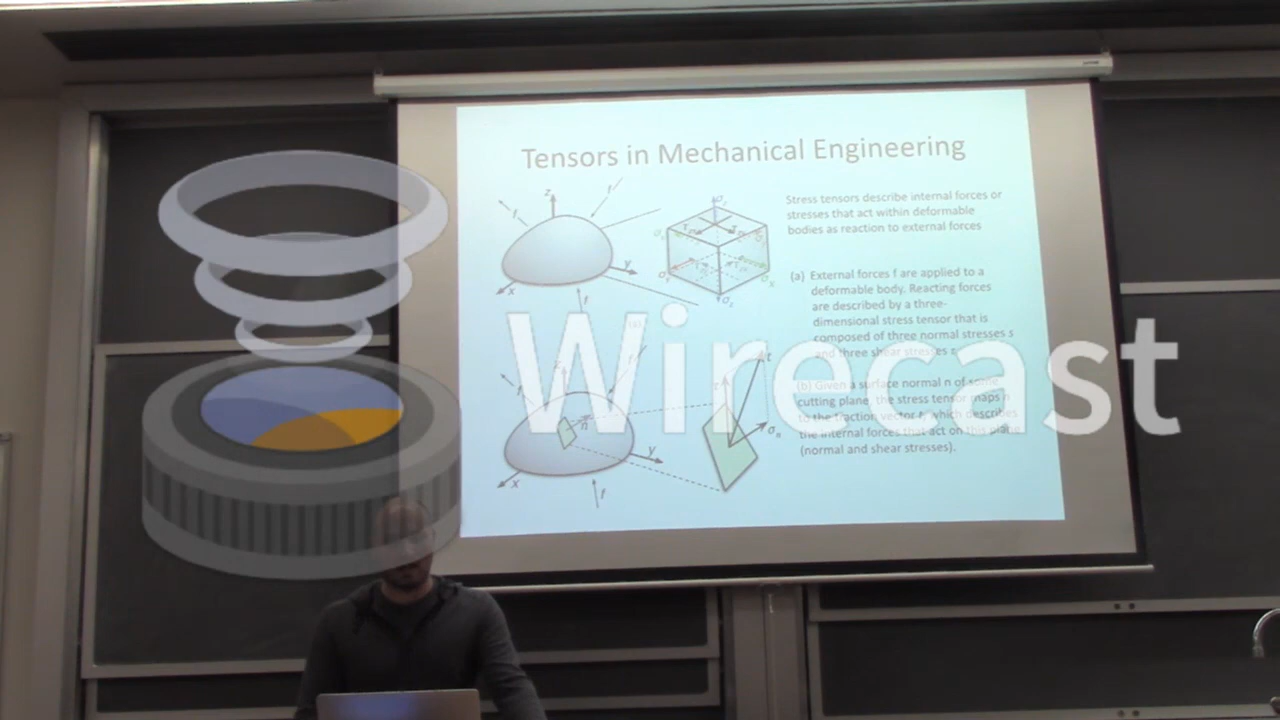 Tensors in Mechanical Engineering
Stress tensors describe internal forces or
stresses that act within deformable
bodies as reaction to external forces
(a) External forces f are applied to a
deformable body. Reacting forces
are described by a three-
dimensional stress tensor that is
composed of three normal stresses s
and three shear stresses
(b) Given a surface normal n of some
cutting plane, the stress tensor maps n
to the traction vector t, which describes
the internal forces that act on this plane
(normal and shear stresses).
Wirecast
z
f
f
y
x
f
y
x
f
n
t
σn